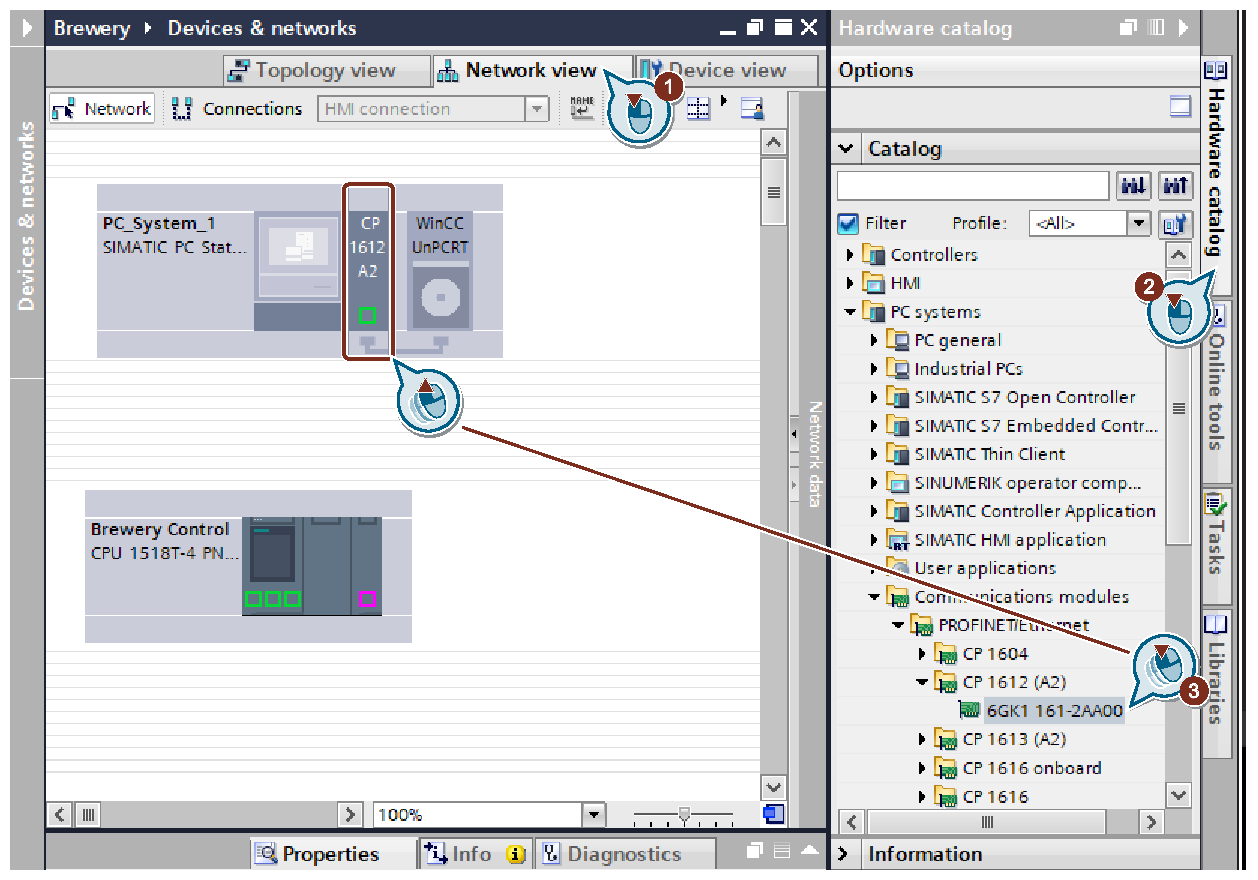 Brewery ▸ Devices & networks
Hardware catalog
Topology view
Network view
Device view
1
Options
Network
Connections
HMI connection
NAME
Catalog
Devices & networks
Hardware catalog
Filter
Profile:
<All>
PC_System_1
SIMATIC PC Stat...
CP
1612
A2
WinCC
UnPCRT
Controllers
HMI
2
PC systems
PC general
Industrial PCs
SIMATIC S7 Open Controller
SIMATIC S7 Embedded Contr...
SIMATIC Thin Client
SINUMERIK operator comp...
SIMATIC Controller Application
RT
SIMATIC HMI application
User applications
Communications modules
PROFINET/Ethernet
CP 1604
CP 1612 (A2)
3
6GK1 161-2AA00
CP 1613 (A2)
CP 1616 onboard
CP 1616
Online tools
Tasks
Libraries
Network data
Brewery Control
CPU 1518T-4 PN...
100%
Properties
Info
Diagnostics
Information